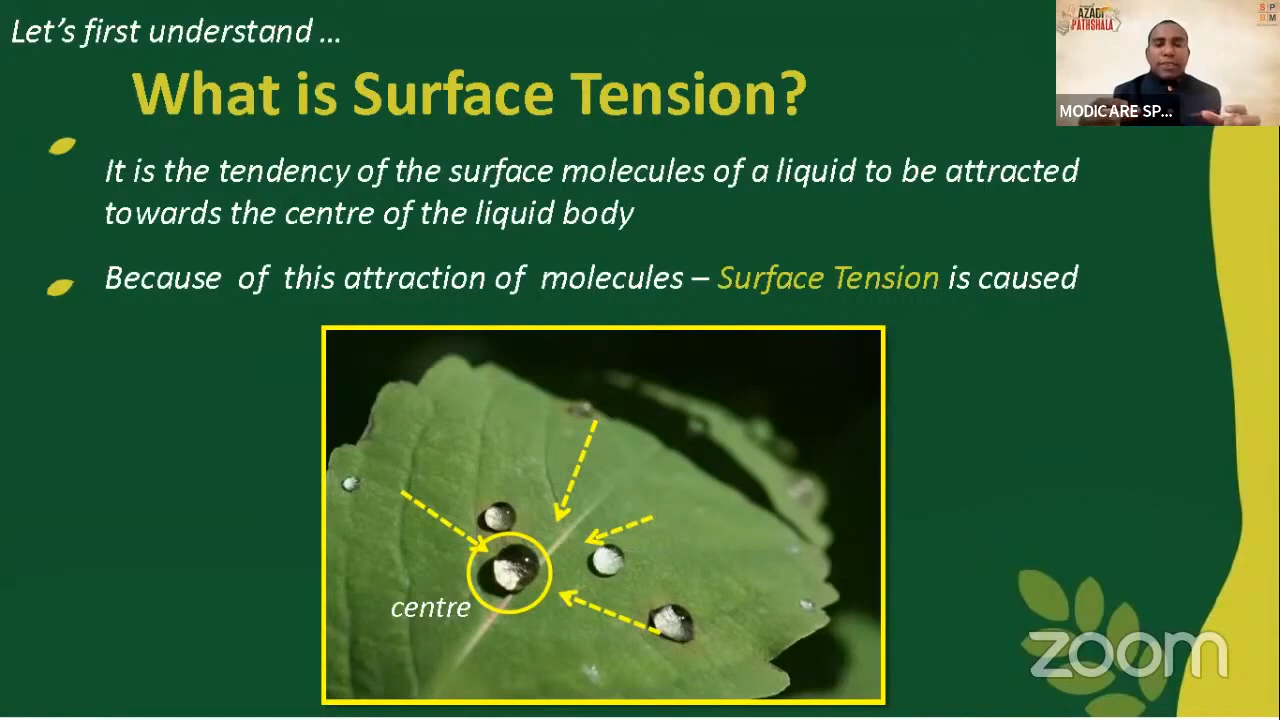 Let's first understand ...
AZADI
PATHSHALA
S P
B M
What is Surface Tension?
MODICARE SP...
It is the tendency of the surface molecules of a liquid to be attracted
towards the centre of the liquid body
Because of this attraction of molecules – Surface Tension is caused
centre
zoom